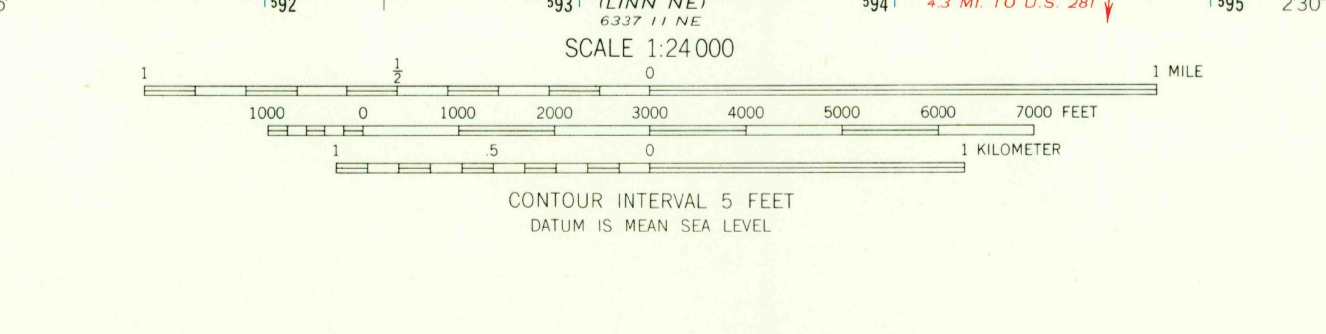 ⁵92 ⁵93 (LINN NE) ⁵94 4.3 MI. TO U.S. 281 ⁵95 2'30"
6337 II NE
SCALE 1:24 000
1 1/2 0 1 MILE
1000 0 1000 2000 3000 4000 5000 6000 7000 FEET
1 .5 0 1 KILOMETER
CONTOUR INTERVAL 5 FEET
DATUM IS MEAN SEA LEVEL